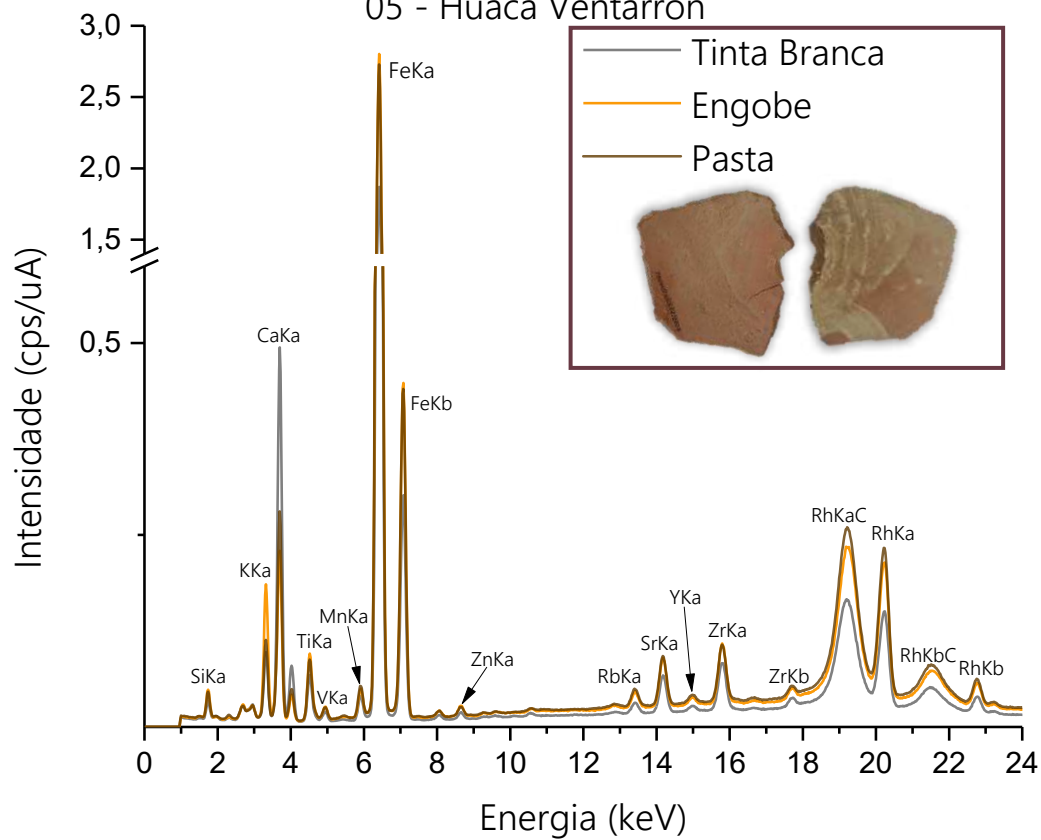 05 - Huaca Ventarrón
Tinta Branca
Engobe
Pasta
Intensidade (cps/uA)
3,0
2,5
2,0
1,5
0,5
SiKa
KKa
CaKa
TiKa
VKa
MnKa
FeKa
FeKb
ZnKa
RbKa
SrKa
YKa
ZrKa
ZrKb
RhKaC
RhKa
RhKbC
RhKb
0 2 4 6 8 10 12 14 16 18 20 22 24
Energia (keV)